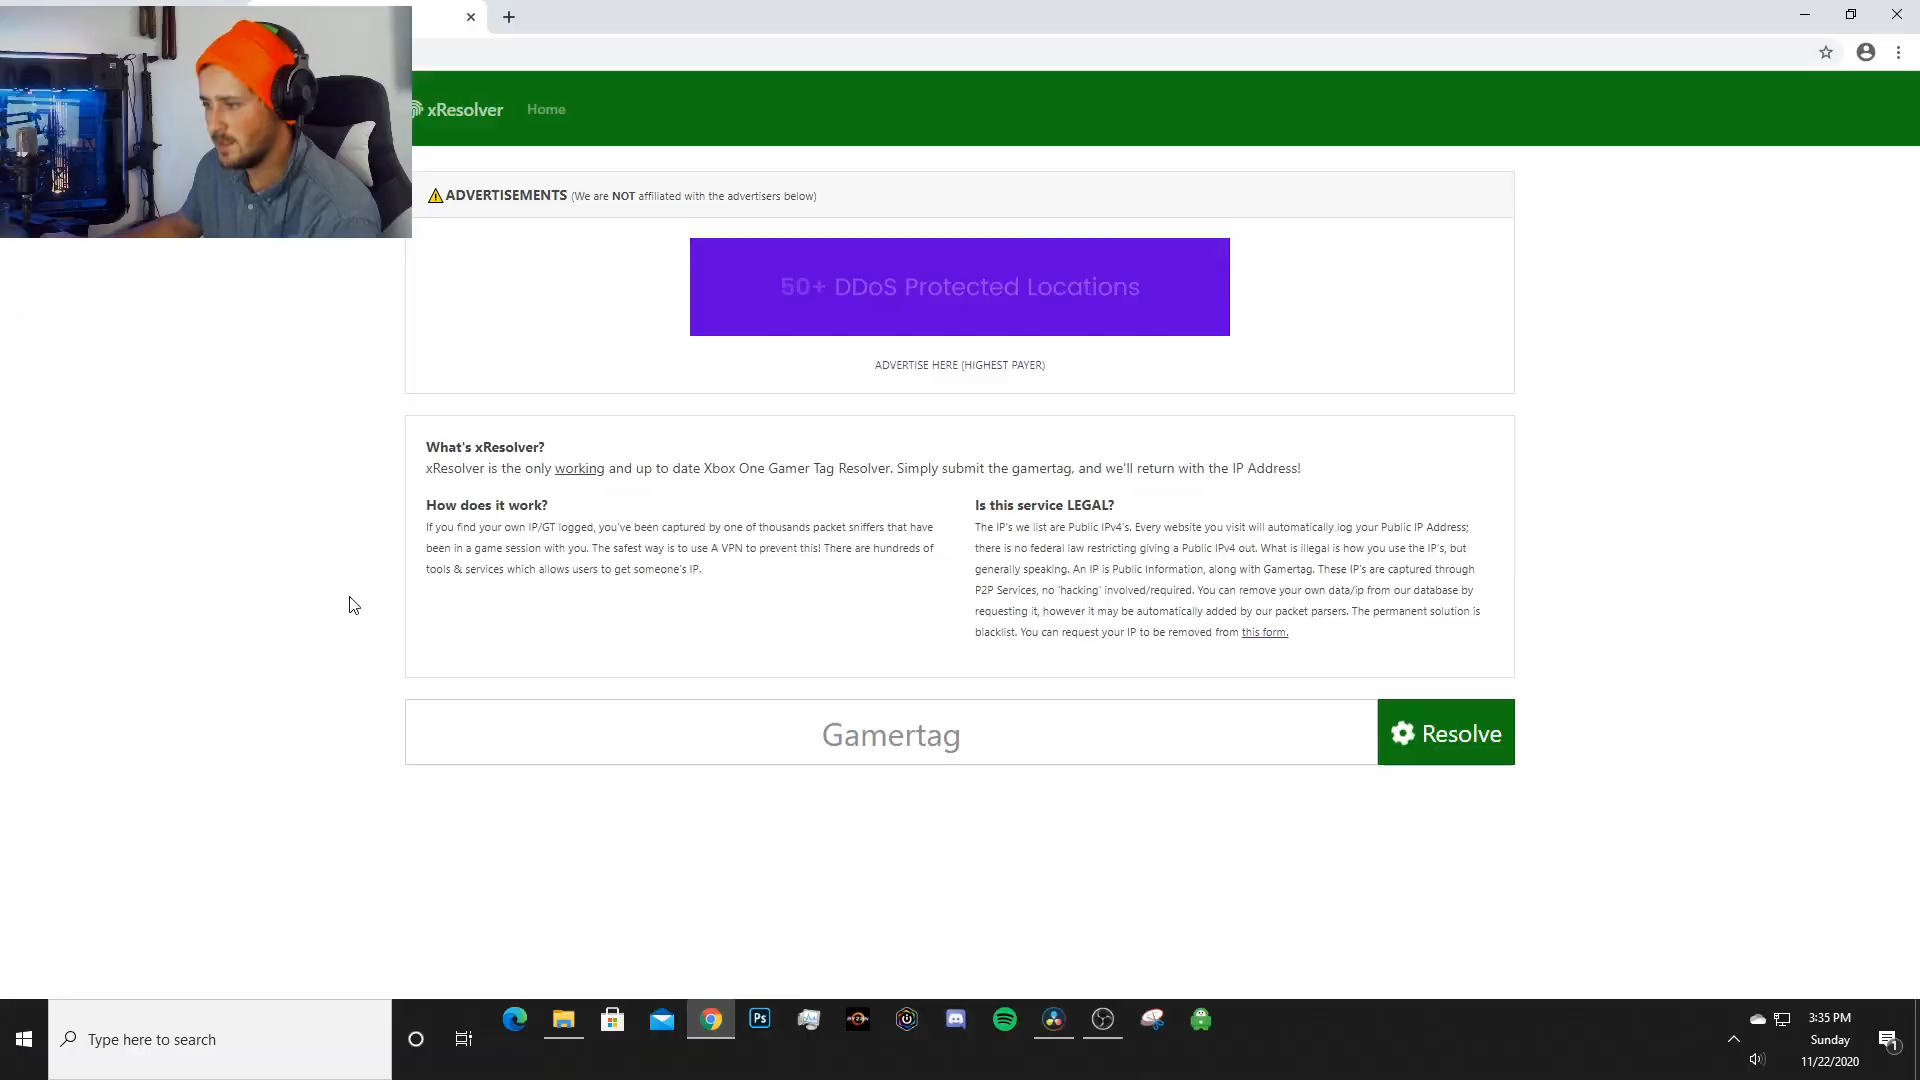 xResolver
Home
ADVERTISEMENTS (We are NOT affiliated with the advertisers below)
50+ DDoS Protected Locations
ADVERTISE HERE (HIGHEST PAYER)
What's xResolver?
xResolver is the only working and up to date Xbox One Gamer Tag Resolver. Simply submit the gamertag, and we'll return with the IP Address!
How does it work?
If you find your own IP/GT logged, you've been captured by one of thousands packet sniffers that have
been in a game session with you. The safest way is to use A VPN to prevent this! There are hundreds of
tools & services which allows users to get someone's IP.
Is this service LEGAL?
The IP's we list are Public IPv4's. Every website you visit will automatically log your Public IP Address;
there is no federal law restricting giving a Public IPv4 out. What is illegal is how you use the IP's, but
generally speaking. An IP is Public Information, along with Gamertag. These IP's are captured through
P2P Services, no 'hacking' involved/required. You can remove your own data/ip from our database by
requesting it, however it may be automatically added by our packet parsers. The permanent solution is
blacklist. You can request your IP to be removed from this form.
Gamertag
Resolve
Type here to search
Ps
RYZEN
3:35 PM
Sunday
11/22/2020
1